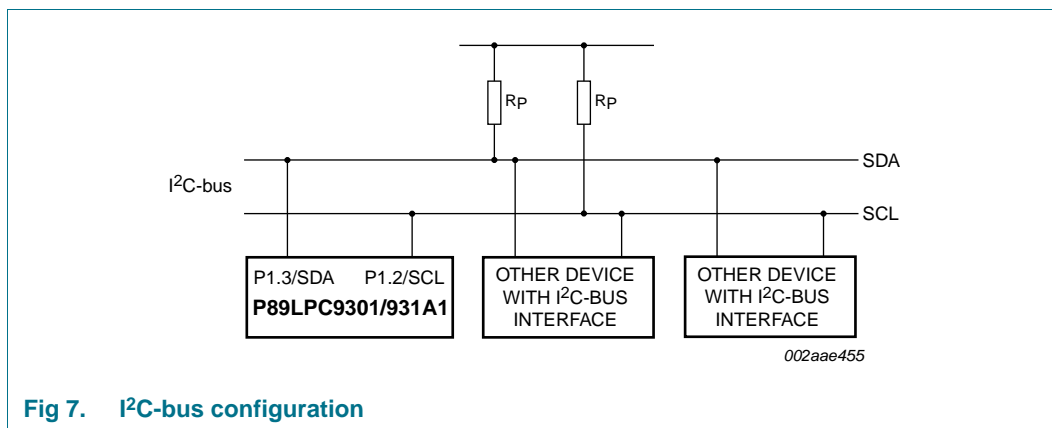 RP
RP
SDA
I²C-bus
SCL
P1.3/SDA P1.2/SCL
P89LPC9301/931A1
OTHER DEVICE
WITH I²C-BUS
INTERFACE
OTHER DEVICE
WITH I²C-BUS
INTERFACE
002aae455
Fig 7. I²C-bus configuration